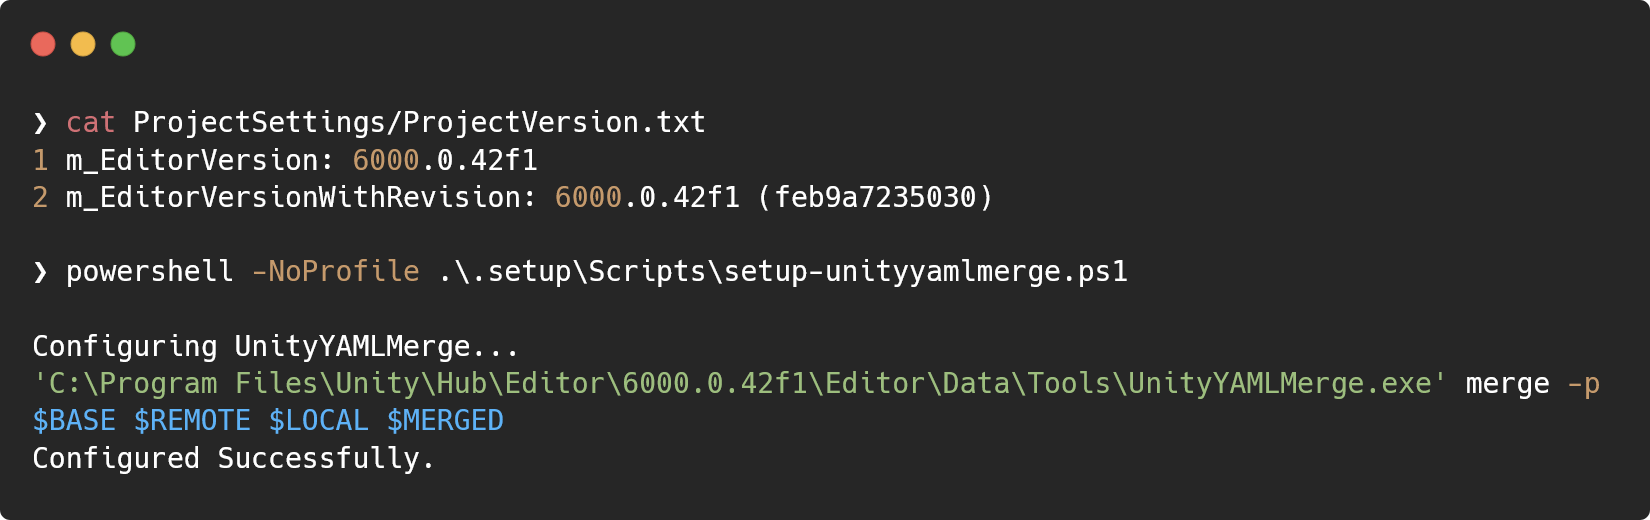 ❯ cat ProjectSettings/ProjectVersion.txt
1 m_EditorVersion: 6000.0.42f1
2 m_EditorVersionWithRevision: 6000.0.42f1 (feb9a7235030)
❯ powershell -NoProfile .\.setup\Scripts\setup-unityyamlmerge.ps1
Configuring UnityYAMLMerge...
'C:\Program Files\Unity\Hub\Editor\6000.0.42f1\Editor\Data\Tools\UnityYAMLMerge.exe' merge -p
$BASE $REMOTE $LOCAL $MERGED
Configured Successfully.